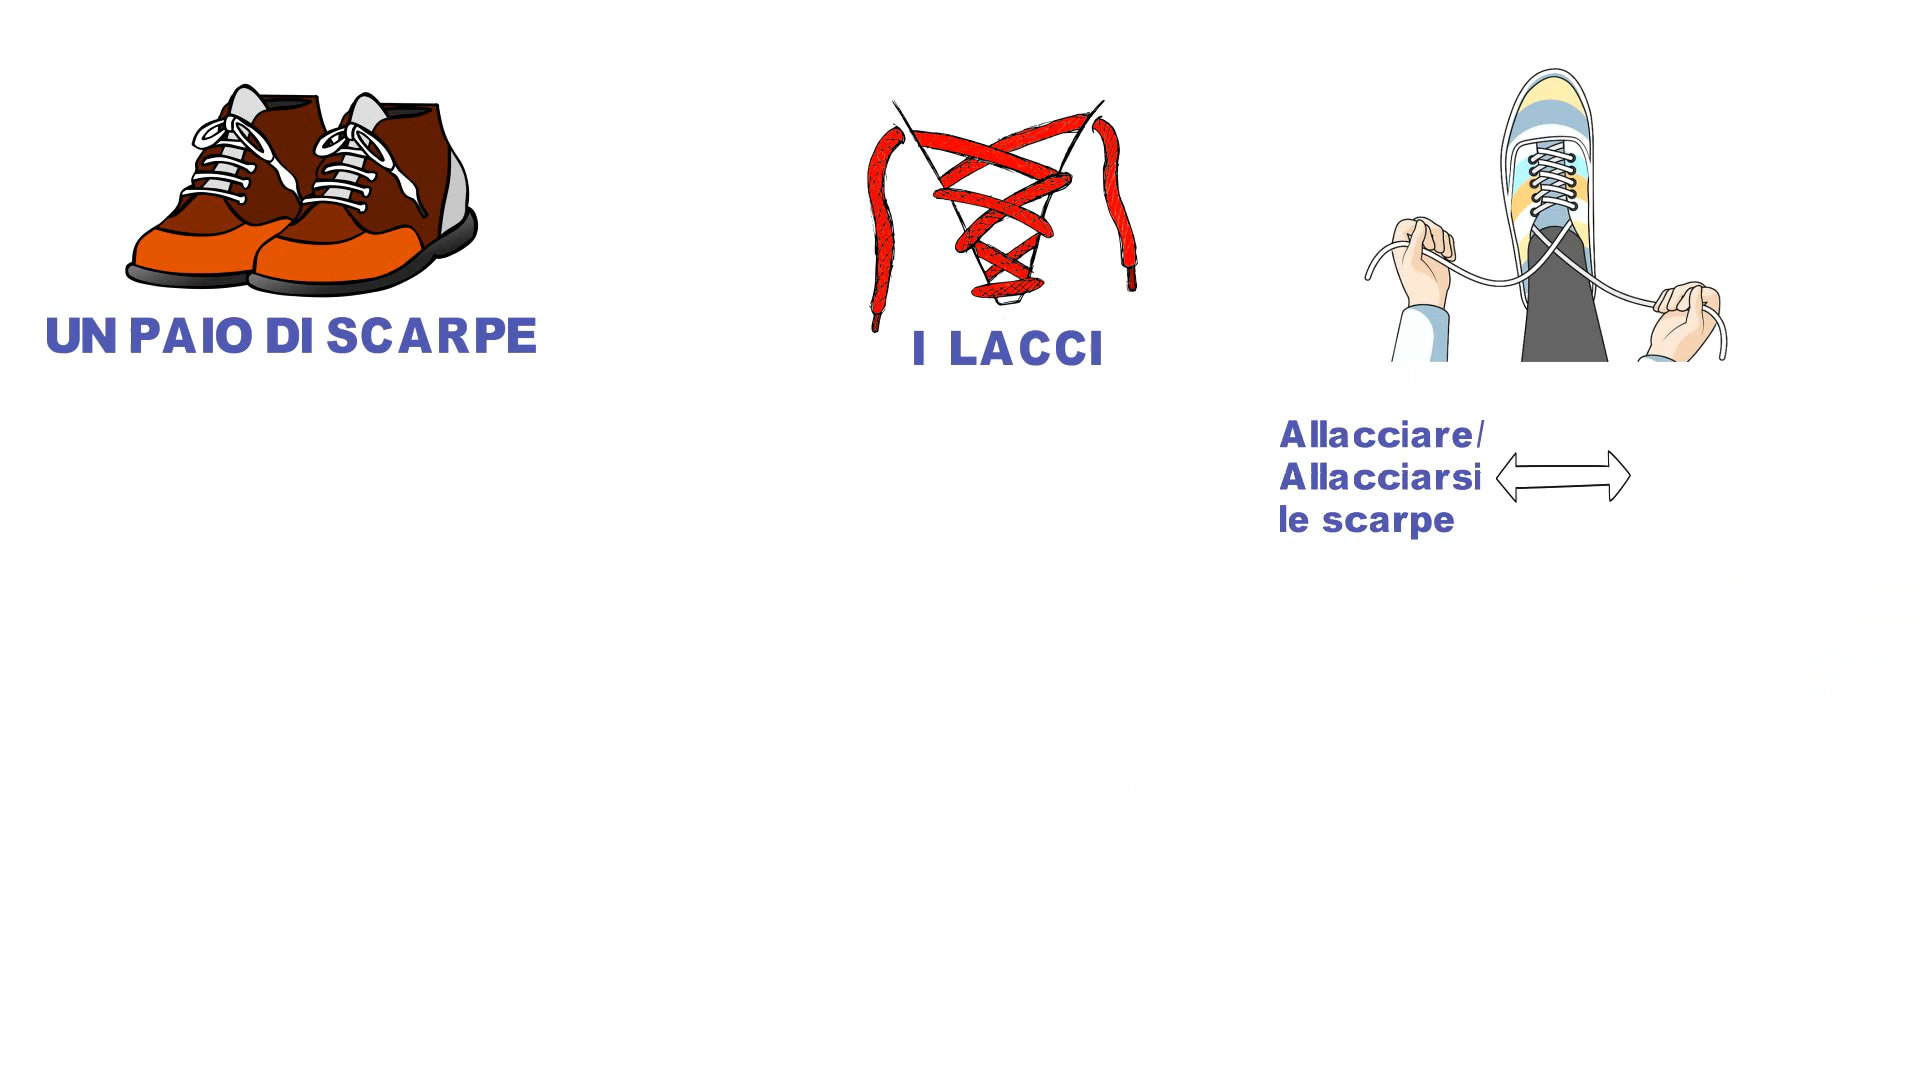 UN PAIO DI SCARPE
I LACCI
Allacciare/
Allacciarsi
le scarpe